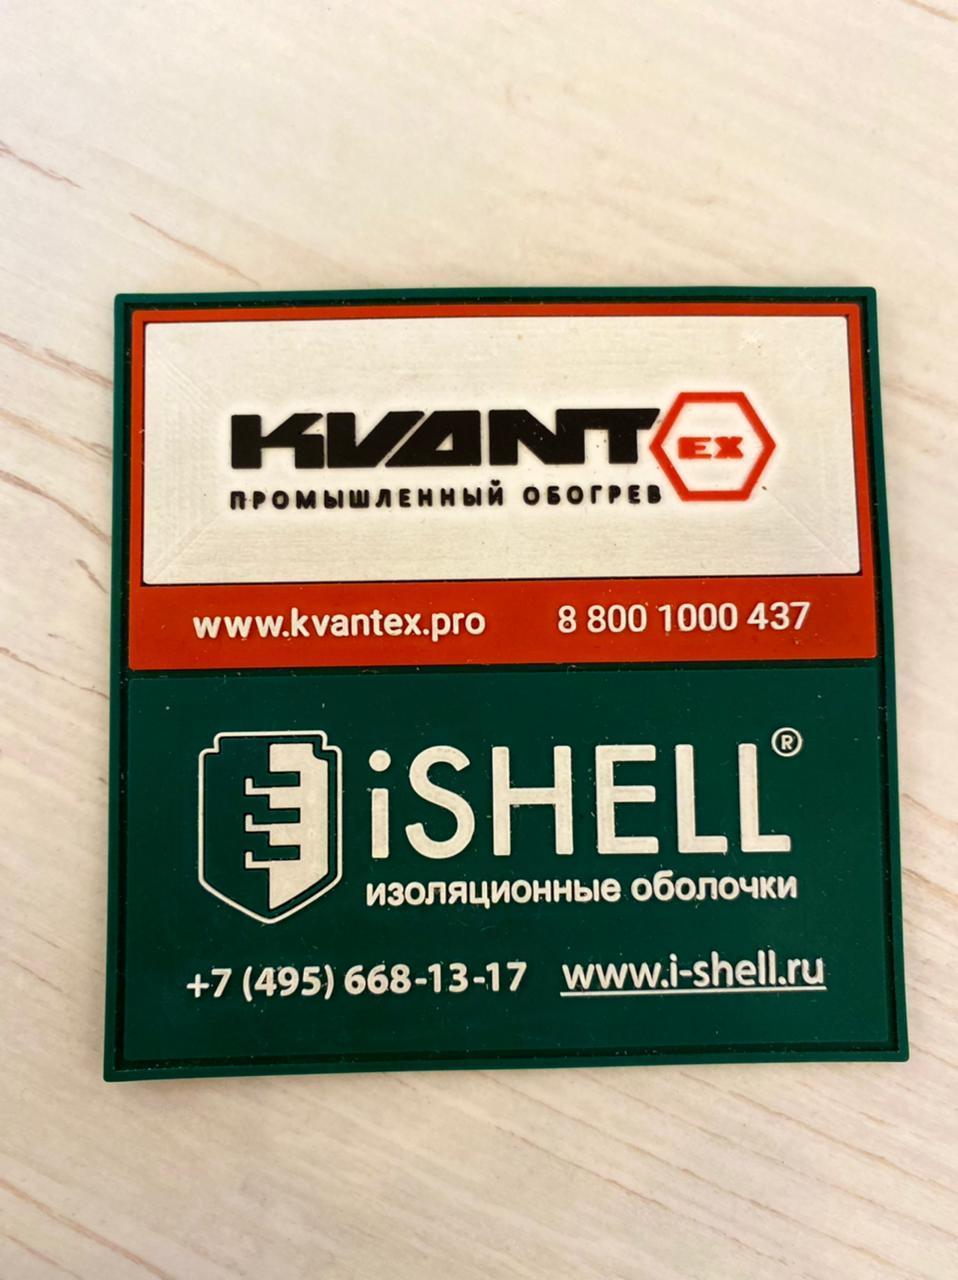 KVANT EX
ПРОМЫШЛЕННЫЙ ОБОГРЕВ
www.kvantex.pro 8 800 1000 437
iSHELL®
изоляционные оболочки
+7 (495) 668-13-17 www.i-shell.ru